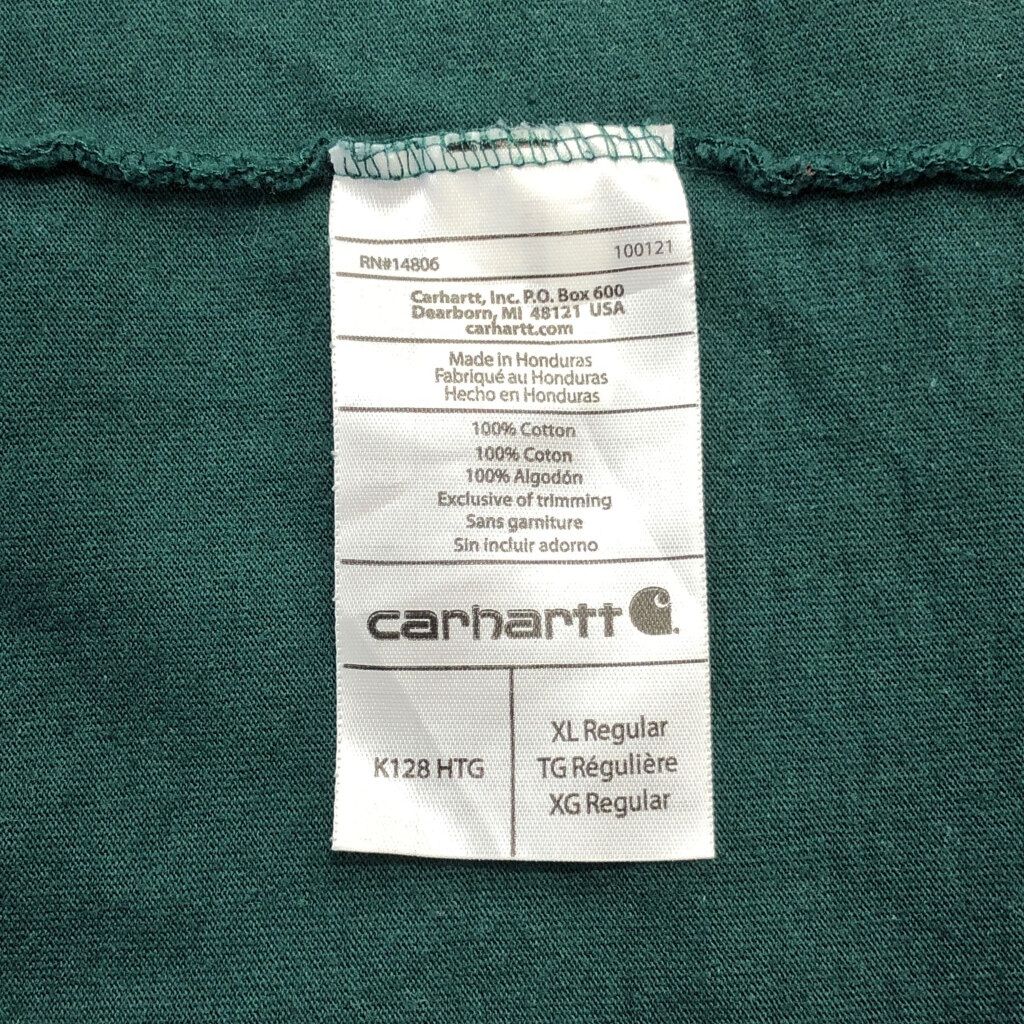 RN#14806 100121
Carhartt, Inc. P.O. Box 600
Dearborn, MI 48121 USA
carhartt.com
Made in Honduras
Fabriqué au Honduras
Hecho en Honduras
100% Cotton
100% Coton
100% Algodón
Exclusive of trimming
Sans garniture
Sin incluir adorno
carhartt
K128 HTG
XL Regular
TG Régulière
XG Regular